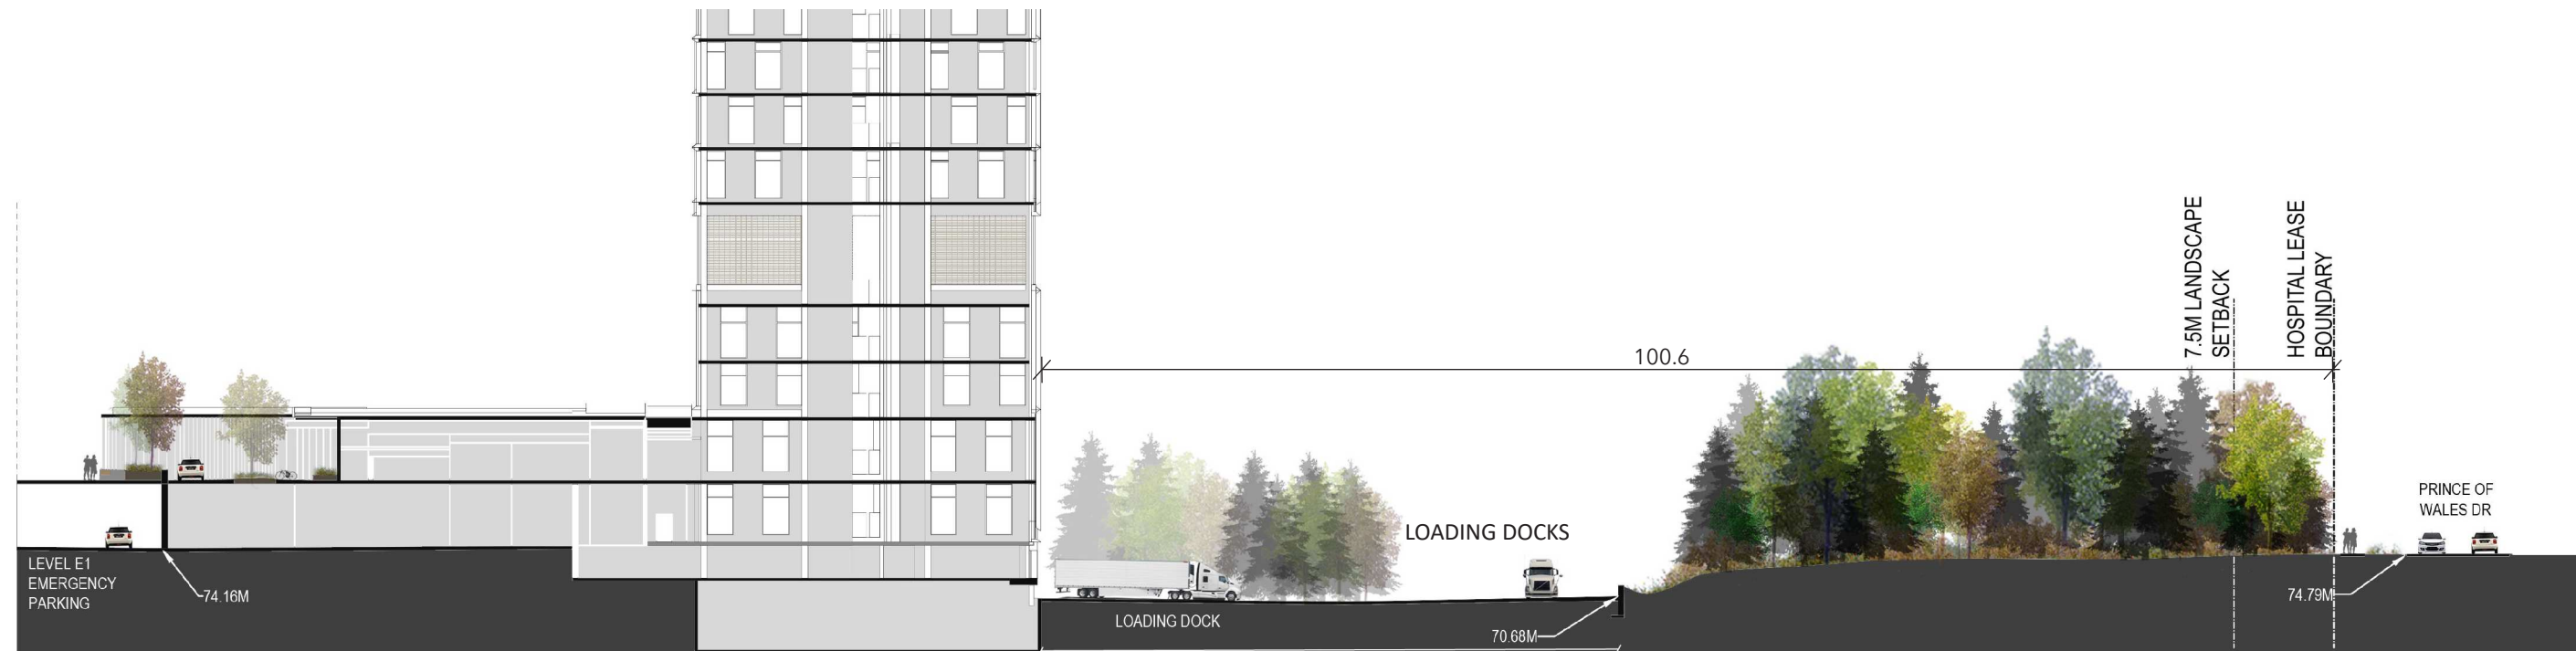 7.5M LANDSCAPE
SETBACK
HOSPITAL LEASE
BOUNDARY
100.6
PRINCE OF
WALES DR
LOADING DOCKS
LEVEL E1
EMERGENCY
PARKING
74.16M
74.79M
LOADING DOCK
70.68M